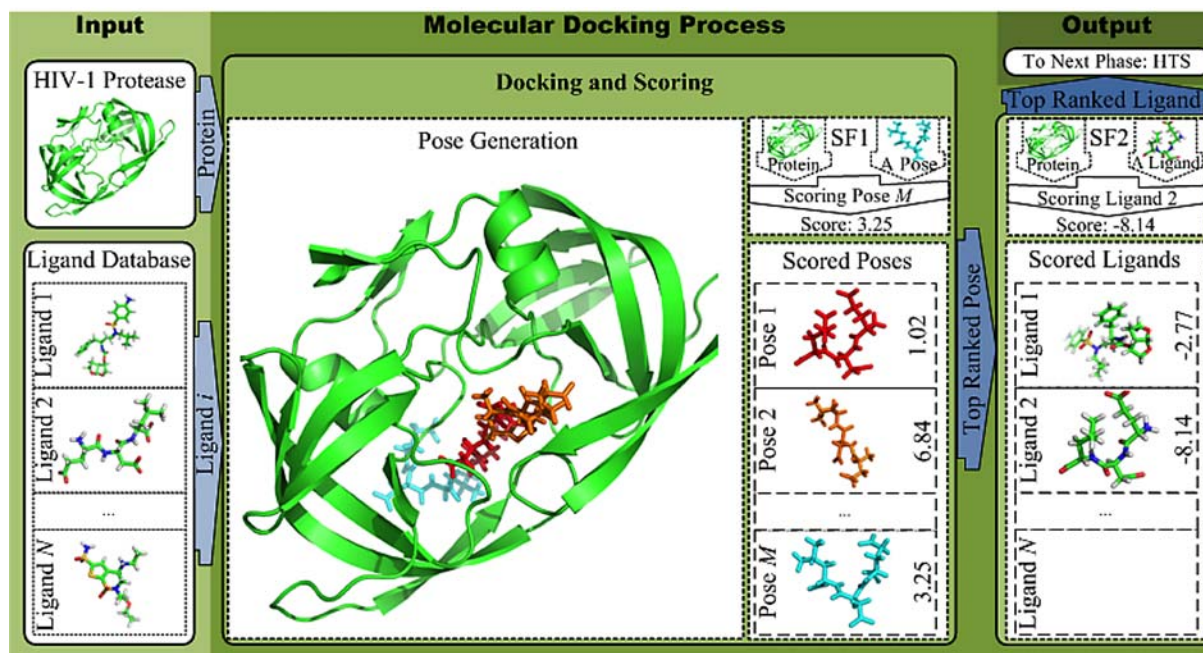 Input
HIV-1 Protease
Protein
Ligand Database
Ligand 1
Ligand 2
...
Ligand N
Ligand i
Molecular Docking Process
Docking and Scoring
Pose Generation
SF1
Protein
A Pose
Scoring Pose M
Score: 3.25
Scored Poses
Pose 1
1.02
Pose 2
6.84
...
Pose M
3.25
Top Ranked Pose
Output
To Next Phase: HTS
Top Ranked Ligand
SF2
Protein
A Ligand
Scoring Ligand 2
Score: -8.14
Scored Ligands
Ligand 1
-2.77
Ligand 2
-8.14
...
Ligand N